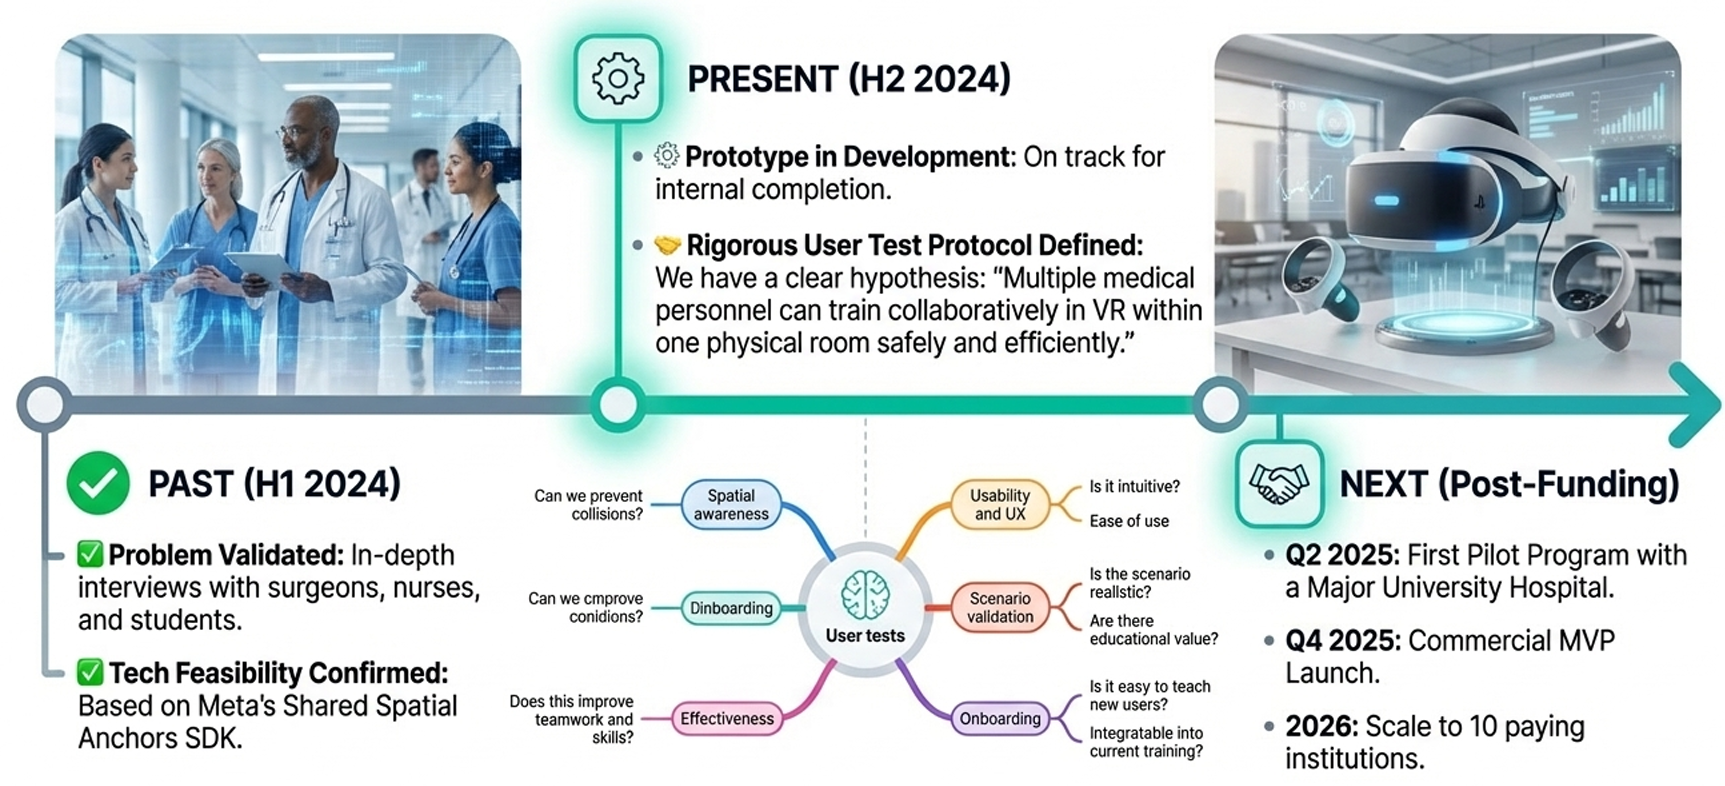 PAST (H1 2024)
✅ Problem Validated: In-depth
interviews with surgeons, nurses,
and students.
✅ Tech Feasibility Confirmed:
Based on Meta's Shared Spatial
Anchors SDK.
PRESENT (H2 2024)
• Prototype in Development: On track for
internal completion.
• Rigorous User Test Protocol Defined:
We have a clear hypothesis: "Multiple medical
personnel can train collaboratively in VR within
one physical room safely and efficiently."
User tests
Spatial
awareness
Can we prevent
collisions?
Dinboarding
Can we cmprove
conidions?
Effectiveness
Does this improve
teamwork and
skills?
Usability
and UX
Is it intuitive?
Ease of use
Scenario
validation
Is the scenario
realistic?
Are there
educational value?
Onboarding
Is it easy to teach
new users?
Integratable into
current training?
NEXT (Post-Funding)
• Q2 2025: First Pilot Program with
a Major University Hospital.
• Q4 2025: Commercial MVP
Launch.
• 2026: Scale to 10 paying
institutions.